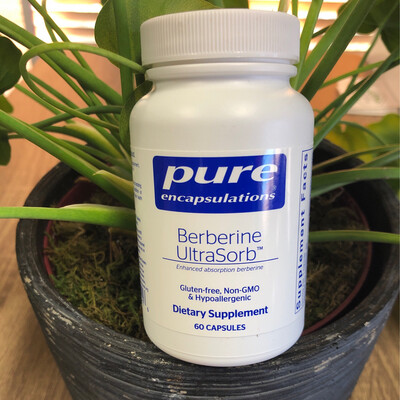 pure
encapsulations
Berberine
UltraSorb™
Enhanced absorption berberine
Gluten-free, Non-GMO
& Hypoallergenic
Dietary Supplement
60 CAPSULES
Supplement Facts